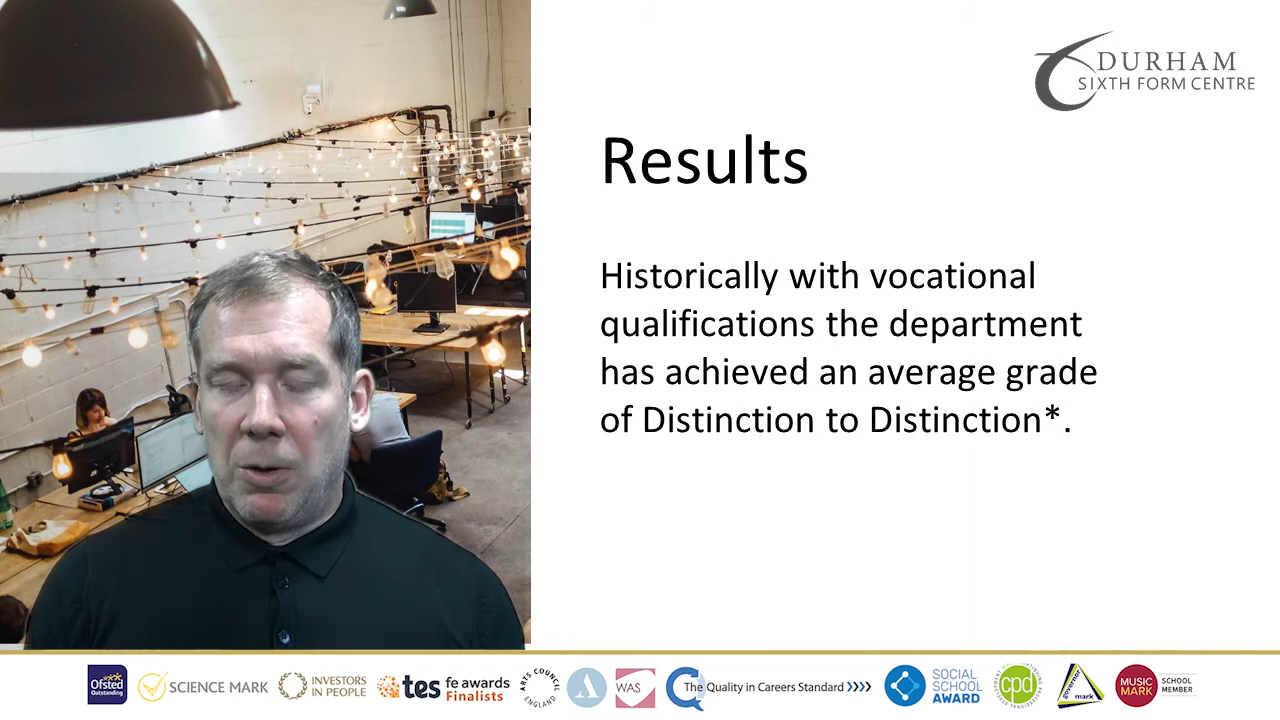 DURHAM
SIXTH FORM CENTRE
Results
Historically with vocational
qualifications the department
has achieved an average grade
of Distinction to Distinction*.
Ofsted
Outstanding
SCIENCE MARK
INVESTORS
IN PEOPLE
tes fe awards
Finalists
ARTS COUNCIL
ENGLAND
WAS
The Quality in Careers Standard
SOCIAL
SCHOOL
AWARD
cpd
governor
mark
MUSIC
MARK
SCHOOL
MEMBER